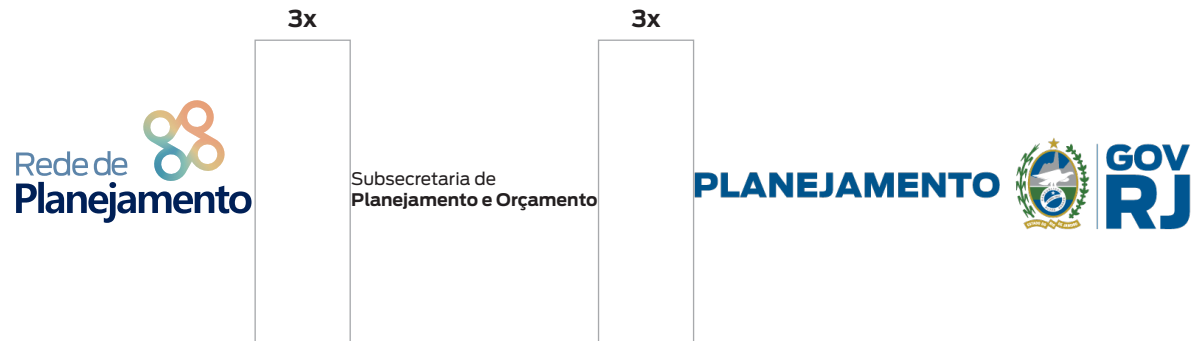 3x
3x
Rede de
Planejamento
Subsecretaria de
Planejamento e Orçamento
PLANEJAMENTO
GOV
RJ